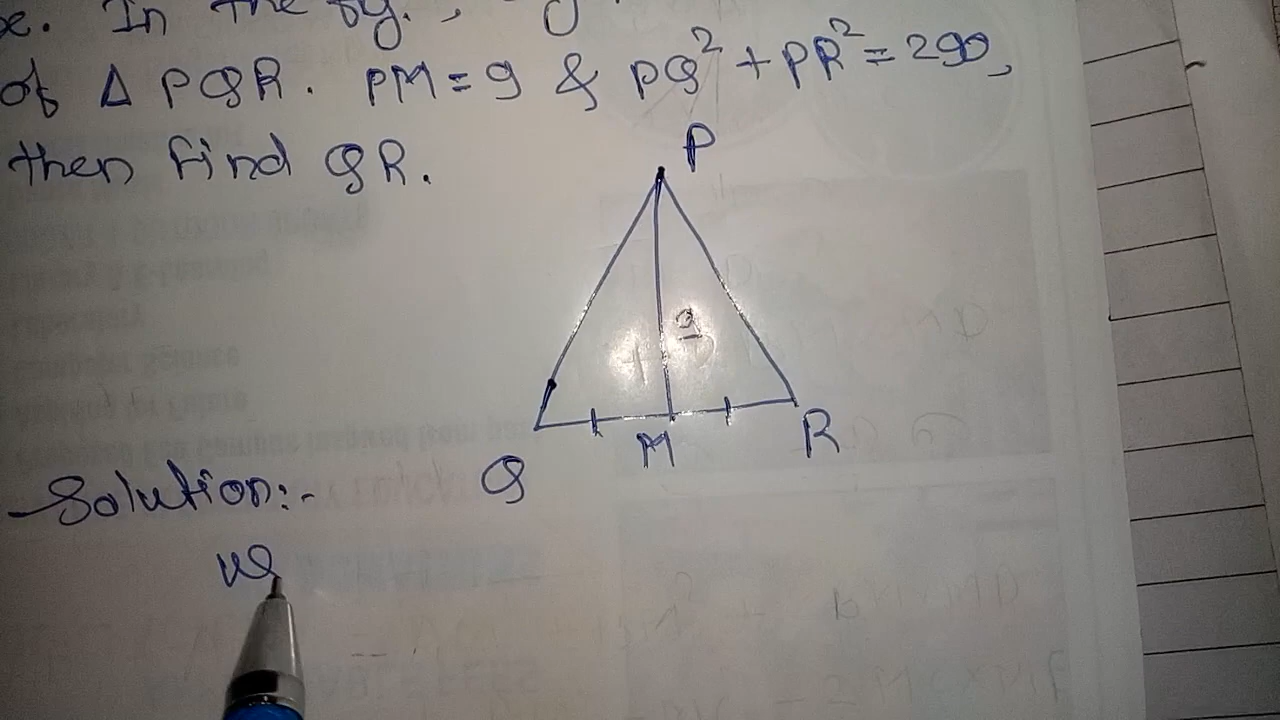 In the fig.,
of Δ PQR. PM = 9 & PQ² + PR² = 290,
then find QR.
P
9
M
R
Q
Solution:-
we